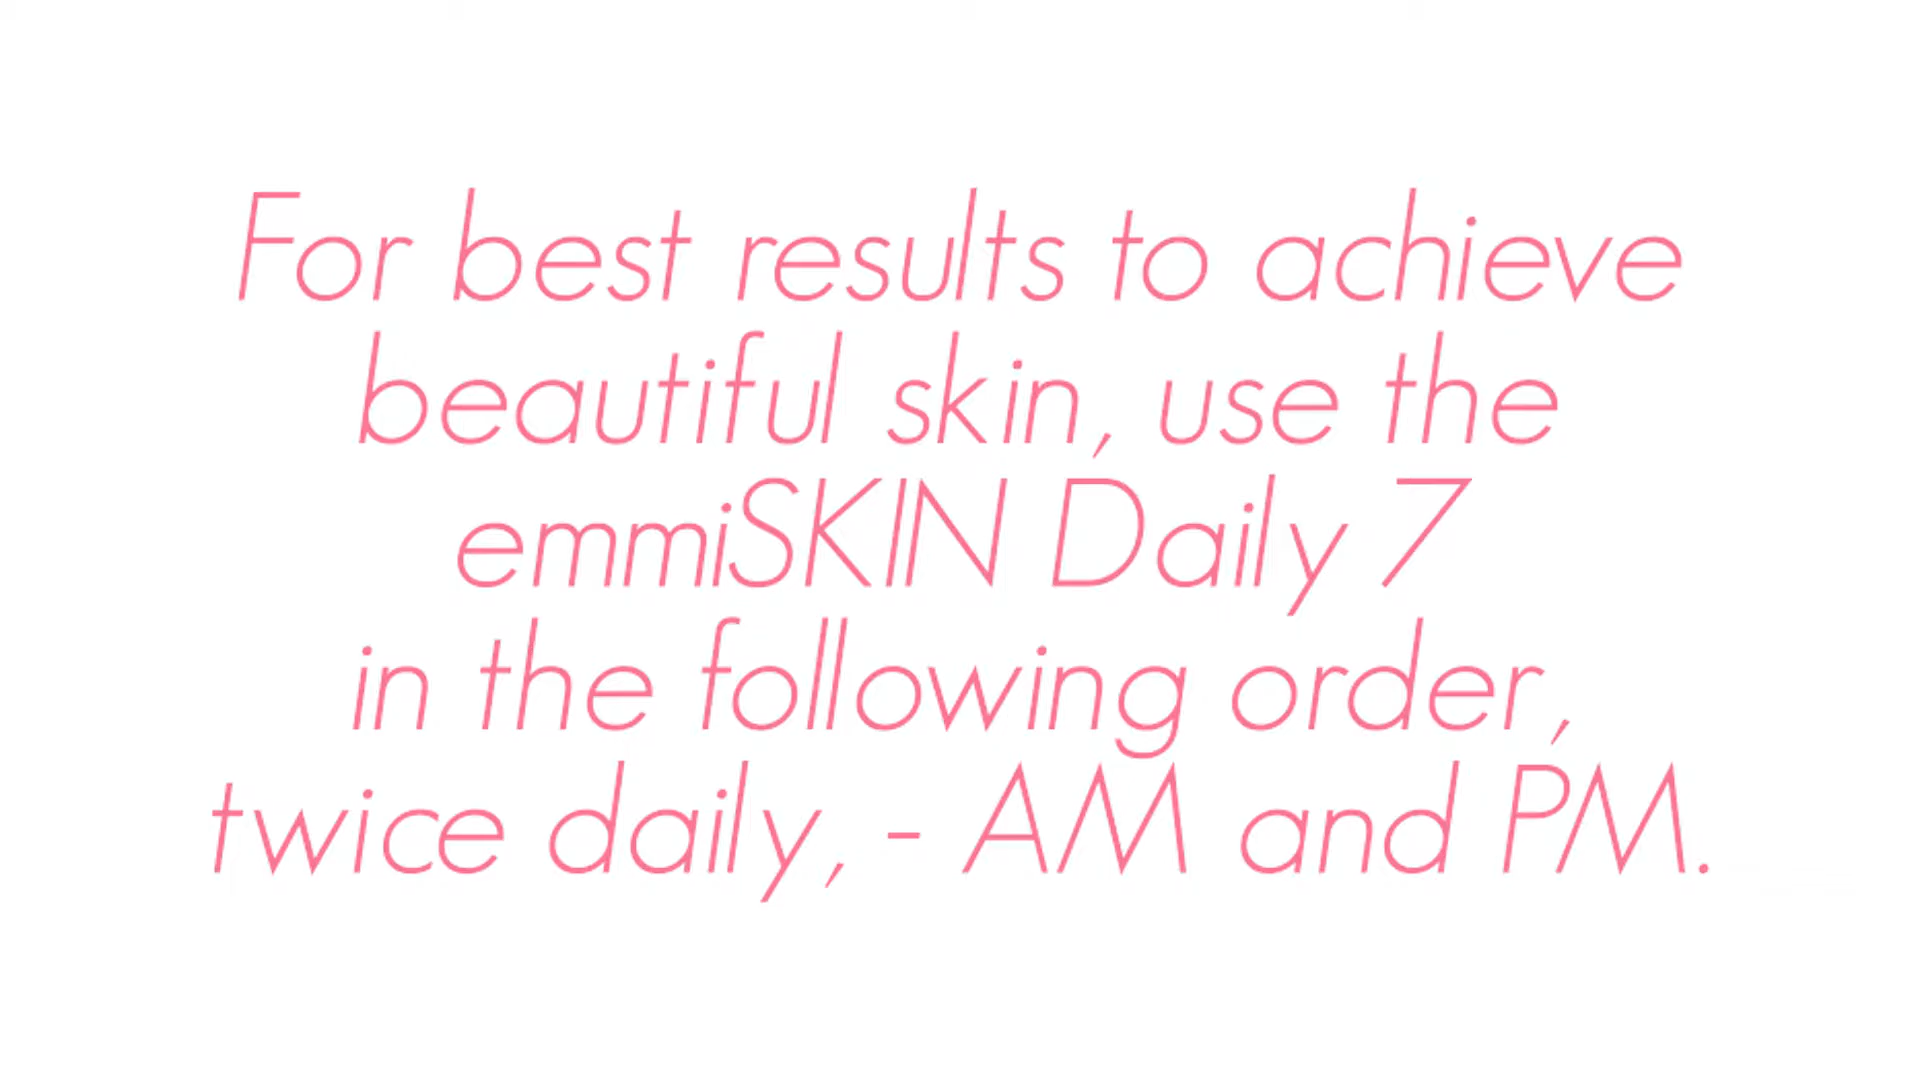 For best results to achieve
beautiful skin, use the
emmiSKIN Daily 7
in the following order,
twice daily, - AM and PM.